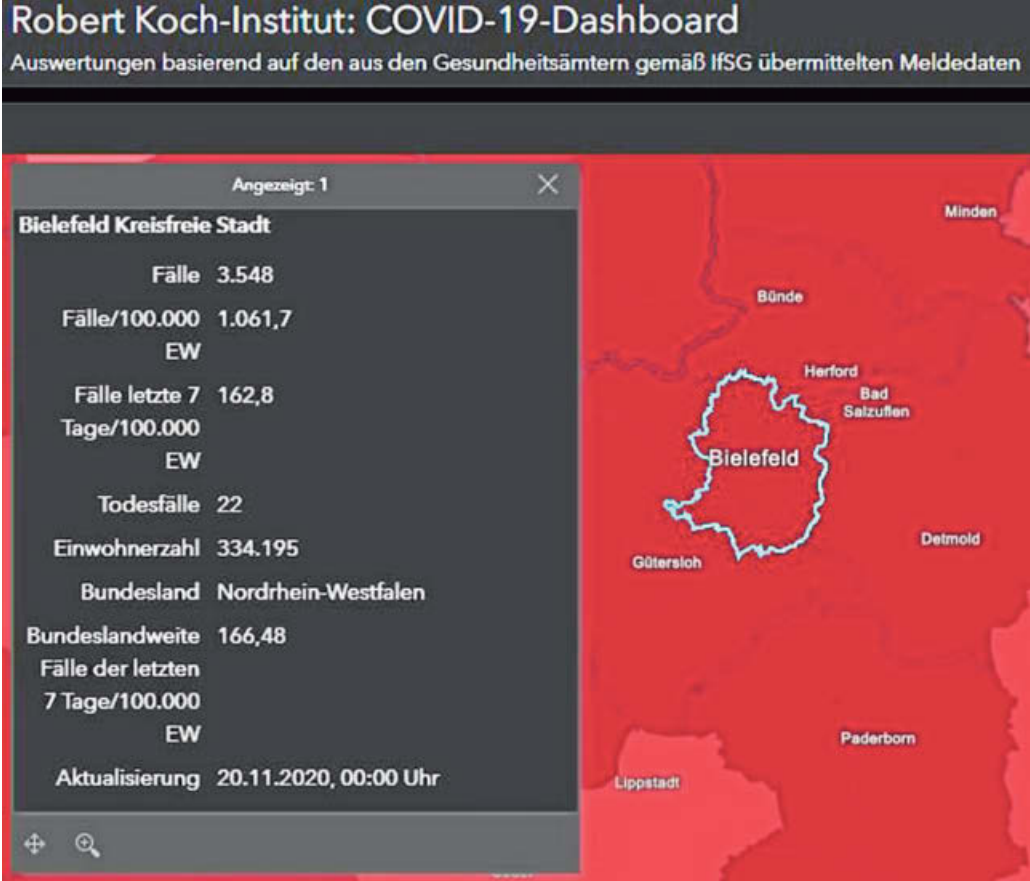 Robert Koch-Institut: COVID-19-Dashboard
Auswertungen basierend auf den aus den Gesundheitsämtern gemäß IfSG übermittelten Meldedaten
Angezeigt: 1
Bielefeld Kreisfreie Stadt
Fälle 3.548
Fälle/100.000 1.061,7
EW
Fälle letzte 7 162,8
Tage/100.000
EW
Todesfälle 22
Einwohnerzahl 334.195
Bundesland Nordrhein-Westfalen
Bundeslandweite 166,48
Fälle der letzten
7 Tage/100.000
EW
Aktualisierung 20.11.2020, 00:00 Uhr
Minden
Bünde
Herford
Bad
Salzuflen
Bielefeld
Detmold
Gütersloh
Paderborn
Lippstadt